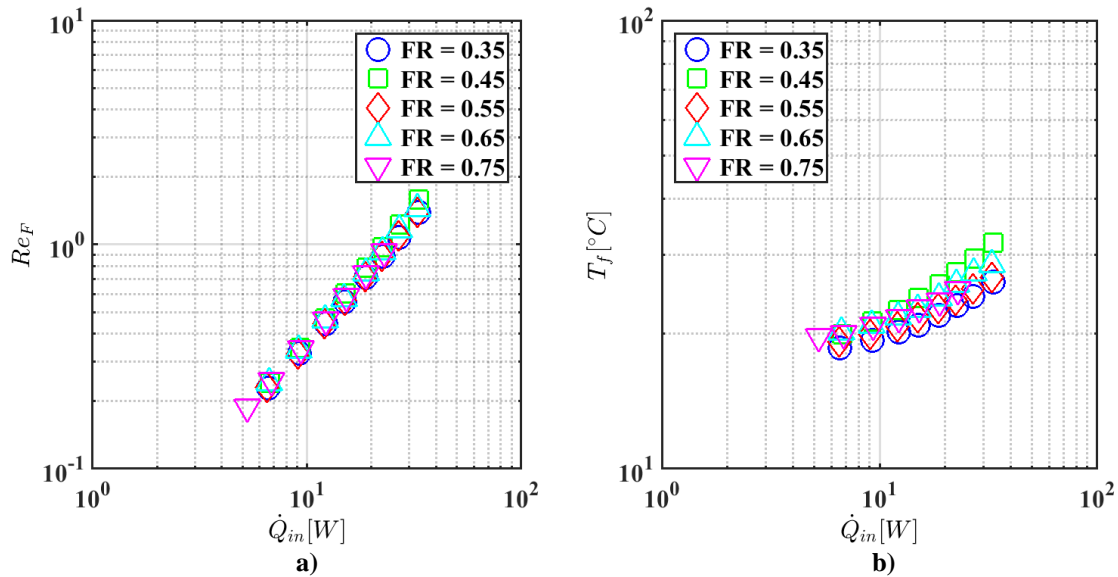 10^1
10^0
10^-1
Re_F
FR = 0.35
FR = 0.45
FR = 0.55
FR = 0.65
FR = 0.75
10^0
10^1
10^2
Q̇_in[W]
a)
10^2
10^1
T_f[°C]
FR = 0.35
FR = 0.45
FR = 0.55
FR = 0.65
FR = 0.75
10^0
10^1
10^2
Q̇_in[W]
b)